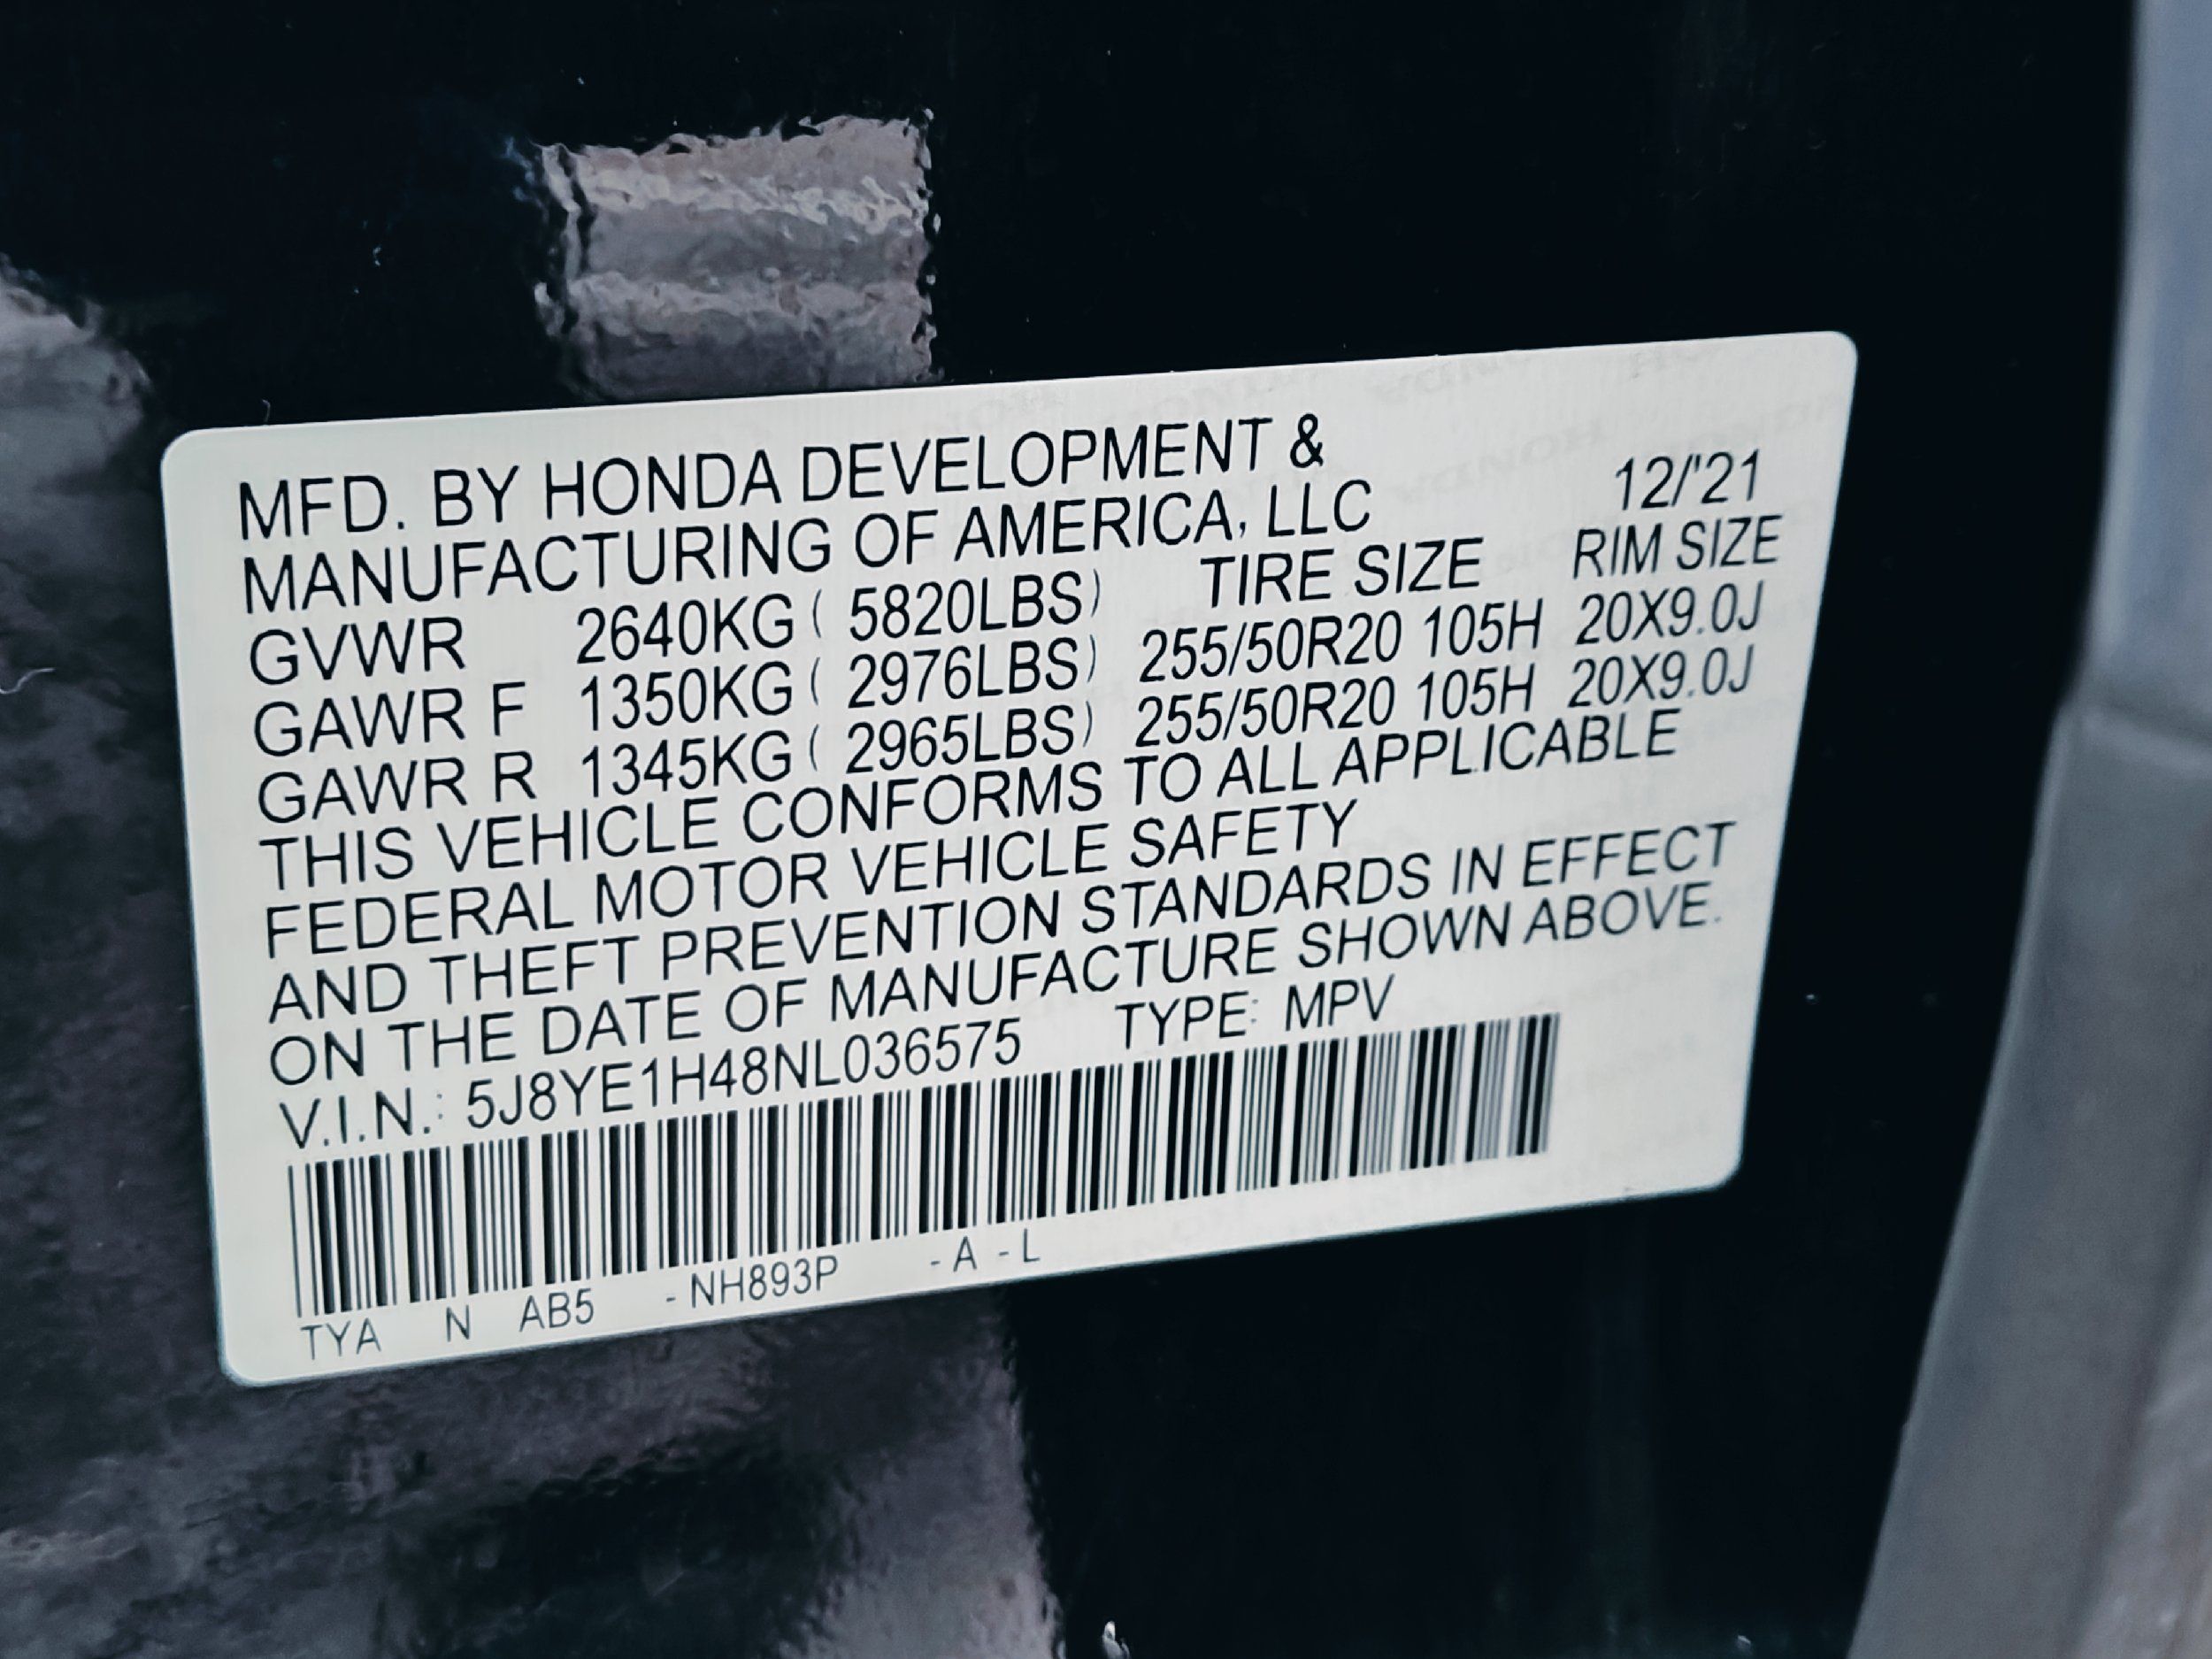 MFD. BY HONDA DEVELOPMENT &
MANUFACTURING OF AMERICA, LLC 12/'21
GVWR 2640KG ( 5820LBS) TIRE SIZE RIM SIZE
GAWR F 1350KG ( 2976LBS) 255/50R20 105H 20X9.0J
GAWR R 1345KG ( 2965LBS) 255/50R20 105H 20X9.0J
THIS VEHICLE CONFORMS TO ALL APPLICABLE
FEDERAL MOTOR VEHICLE SAFETY
AND THEFT PREVENTION STANDARDS IN EFFECT
ON THE DATE OF MANUFACTURE SHOWN ABOVE.
V.I.N.: 5J8YE1H48NL036575 TYPE: MPV
TYA N AB5 - NH893P - A - L